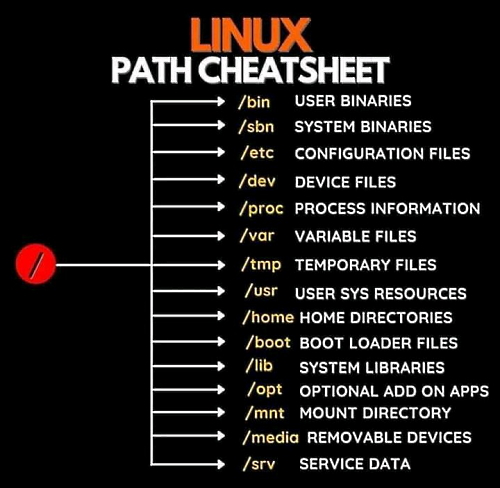 LINUX
PATH CHEATSHEET
/bin USER BINARIES
/sbn SYSTEM BINARIES
/etc CONFIGURATION FILES
/dev DEVICE FILES
/proc PROCESS INFORMATION
/var VARIABLE FILES
/
/tmp TEMPORARY FILES
/usr USER SYS RESOURCES
/home HOME DIRECTORIES
/boot BOOT LOADER FILES
/lib SYSTEM LIBRARIES
/opt OPTIONAL ADD ON APPS
/mnt MOUNT DIRECTORY
/media REMOVABLE DEVICES
/srv SERVICE DATA